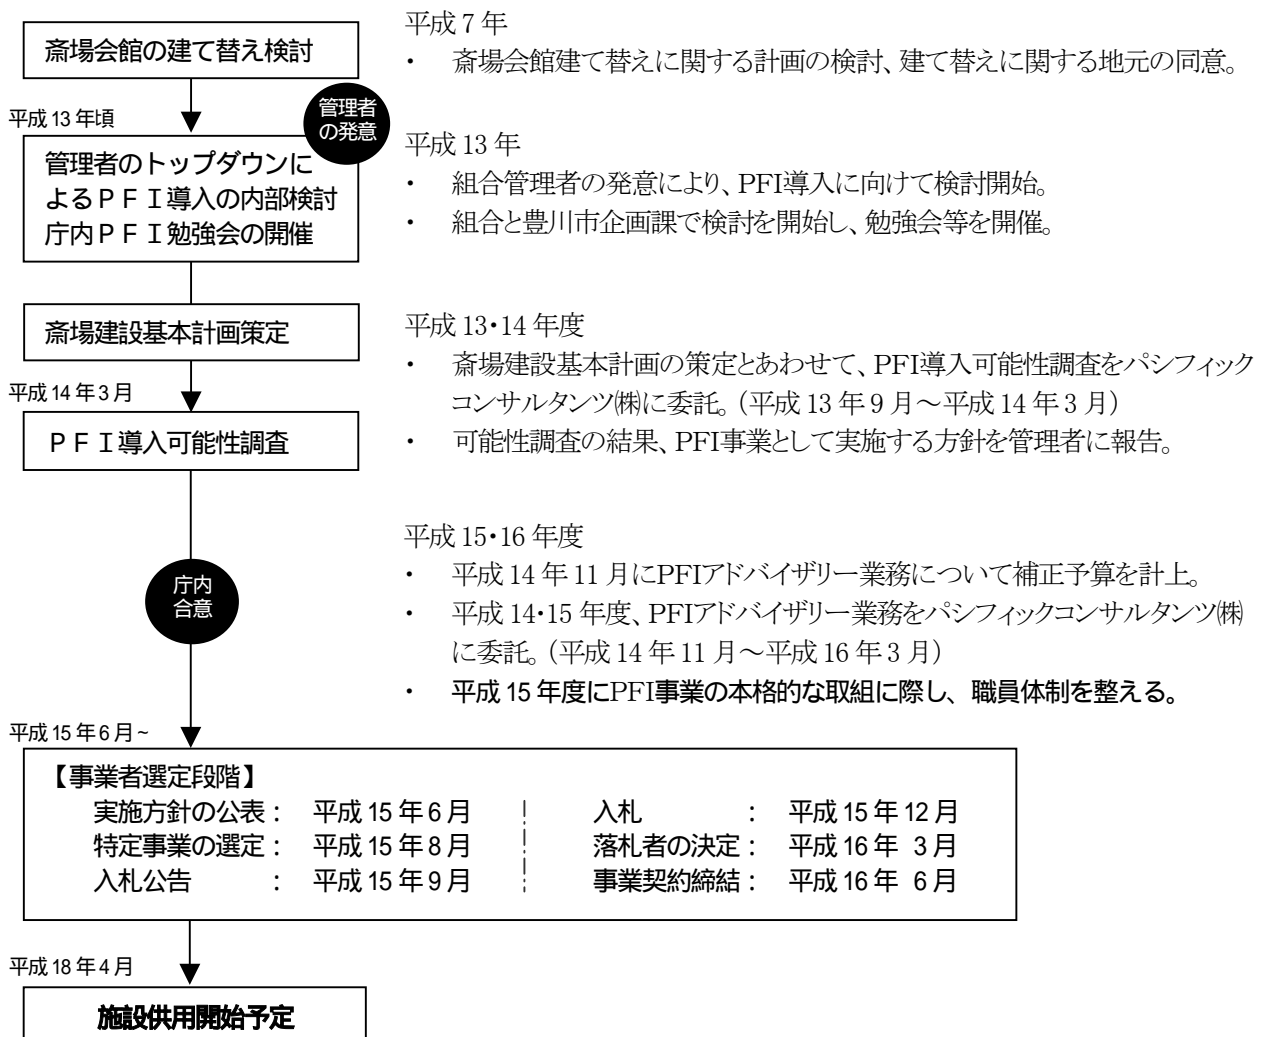 斎場会館の建て替え検討
平成7年
・ 斎場会館建て替えに関する計画の検討、建て替えに関する地元の同意。
平成13年頃
管理者
の発意
管理者のトップダウンに
よるPFI導入の内部検討
庁内PFI勉強会の開催
平成13年
・ 組合管理者の発意により、PFI導入に向けて検討開始。
・ 組合と豊川市企画課で検討を開始し、勉強会等を開催。
斎場建設基本計画策定
平成14年3月
PFI導入可能性調査
平成13・14年度
・ 斎場建設基本計画の策定とあわせて、PFI導入可能性調査をパシフィック
コンサルタンツ㈱に委託。（平成13年9月～平成14年3月）
・ 可能性調査の結果、PFI事業として実施する方針を管理者に報告。
庁内
合意
平成15・16年度
・ 平成14年11月にPFIアドバイザリー業務について補正予算を計上。
・ 平成14・15年度、PFIアドバイザリー業務をパシフィックコンサルタンツ㈱
に委託。（平成14年11月～平成16年3月）
・ 平成15年度にPFI事業の本格的な取組に際し、職員体制を整える。
平成15年6月～
【事業者選定段階】
実施方針の公表： 平成15年6月 入札 ： 平成15年12月
特定事業の選定： 平成15年8月 落札者の決定： 平成16年 3月
入札公告 ： 平成15年9月 事業契約締結： 平成16年 6月
平成18年4月
施設供用開始予定